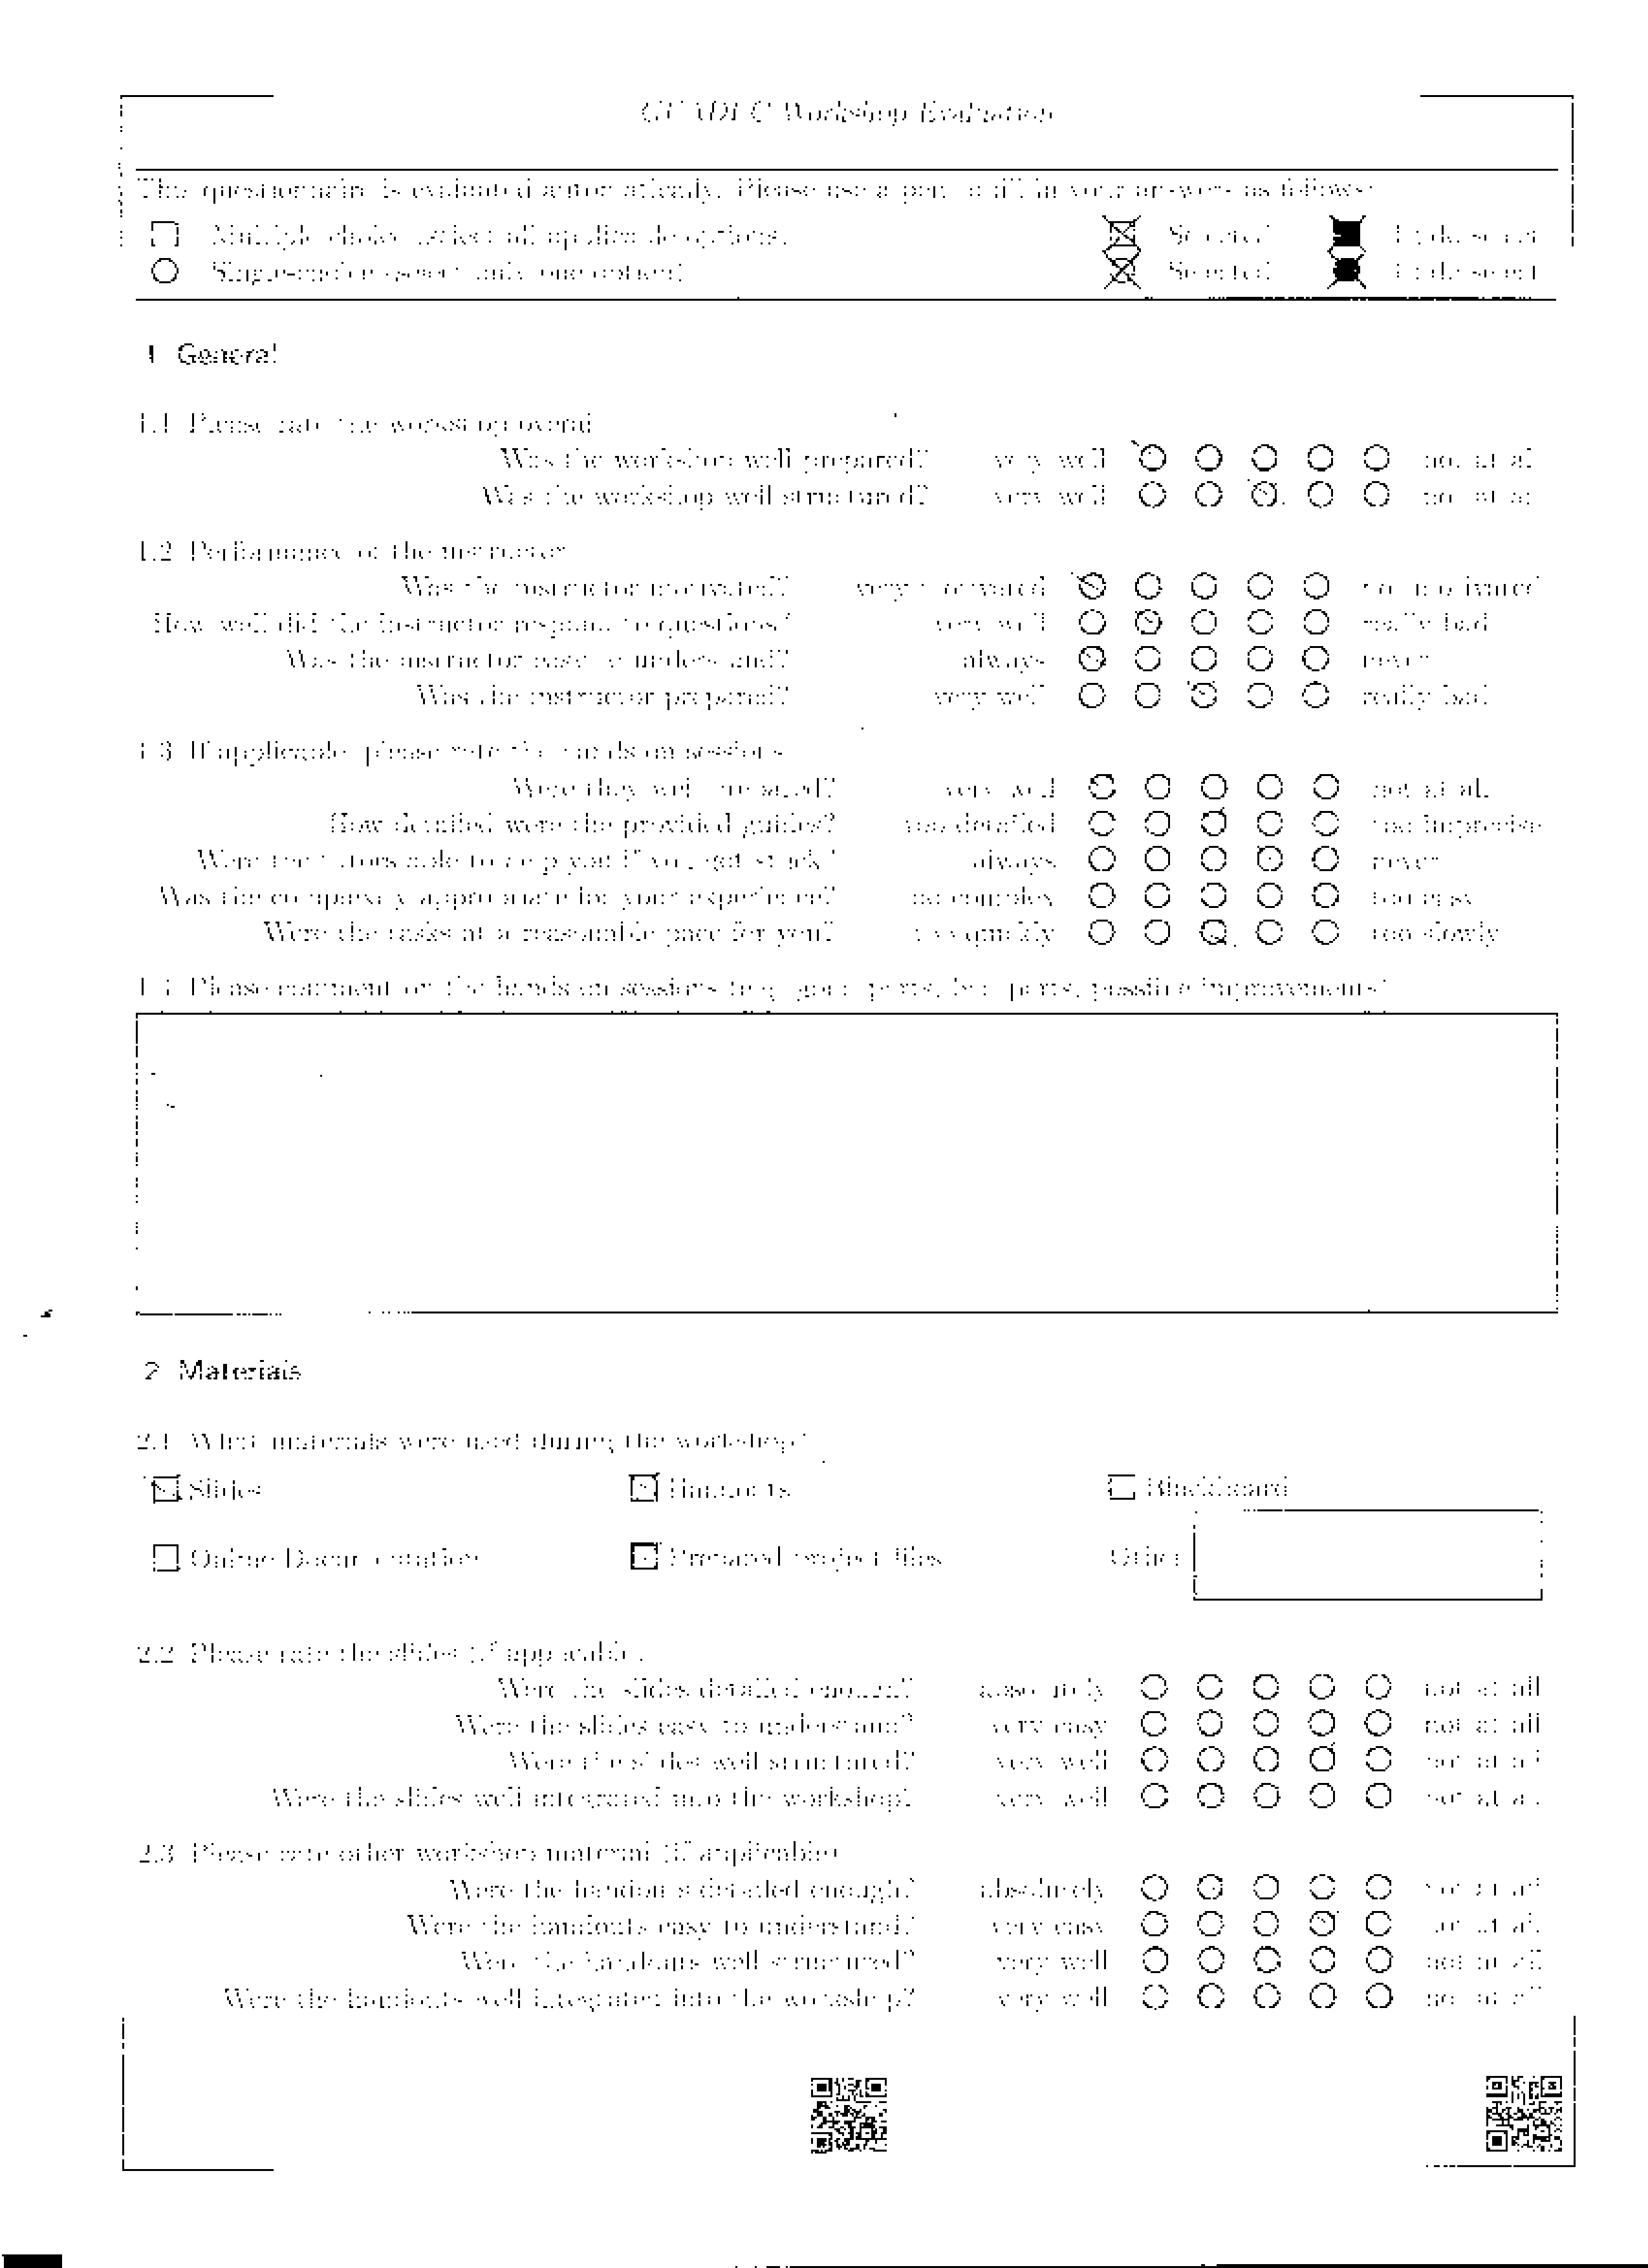 GUADEC Workshop Evaluation
This questionnaire is evaluated automatically. Please use a pen to fill in your answers as follows:
Multiple choice: select all applicable options.
Selected
Single-choice: select only one option
Selected
1 General
1.1 Please rate the workshop overall
Was the workshop well prepared? very well not at all
Was the workshop well structured? very well not at all
1.2 Performance of the instructor
Was the instructor motivated? very motivated not motivated
How well did the instructor respond to questions? very well really bad
Was the instructor easy to understand? always never
Was the instructor prepared? very well really bad
1.3 If applicable, please rate the hands on sessions
Were they well prepared? very well not at all
How detailed were the provided guides? too detailed too imprecise
Were the tutors able to help you if you got stuck? always never
Was the complexity appropriate for your experience? too complex too easy
Were the tasks at a reasonable pace for you? too quickly too slowly
1.4 Please comment on the hands on sessions good parts, bad parts, possible improvements
2 Materials
2.1 What materials were used during the workshop?
Slides Handouts Blackboard
Online Documentation Prepared project files Other
2.2 Please rate the slides if applicable
Were the slides detailed enough? absolutely not at all
Were the slides easy to understand? very easy not at all
Were the slides well structured? very well not at all
Were the slides well integrated into the workshop? very well not at all
2.3 Please rate other workshop material (if applicable)
Were the handouts detailed enough? absolutely not at all
Were the handouts easy to understand? very easy not at all
Were the handouts well structured? very well not at all
Were the handouts well integrated into the workshop? very well not at all